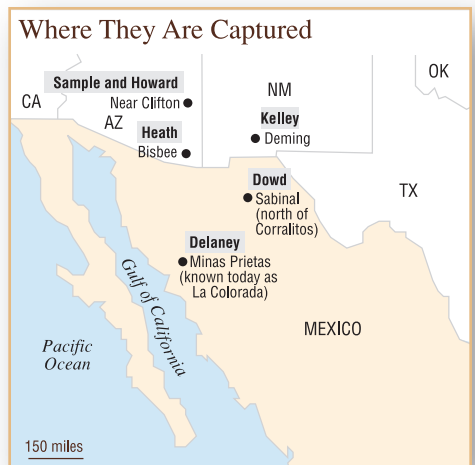 Where They Are Captured
Sample and Howard
Near Clifton
CA
AZ
NM
OK
Heath
Bisbee
Kelley
Deming
Dowd
Sabinal
(north of
Corralitos)
TX
Delaney
Minas Prietas
(known today as
La Colorada)
Gulf of California
MEXICO
Pacific
Ocean
150 miles